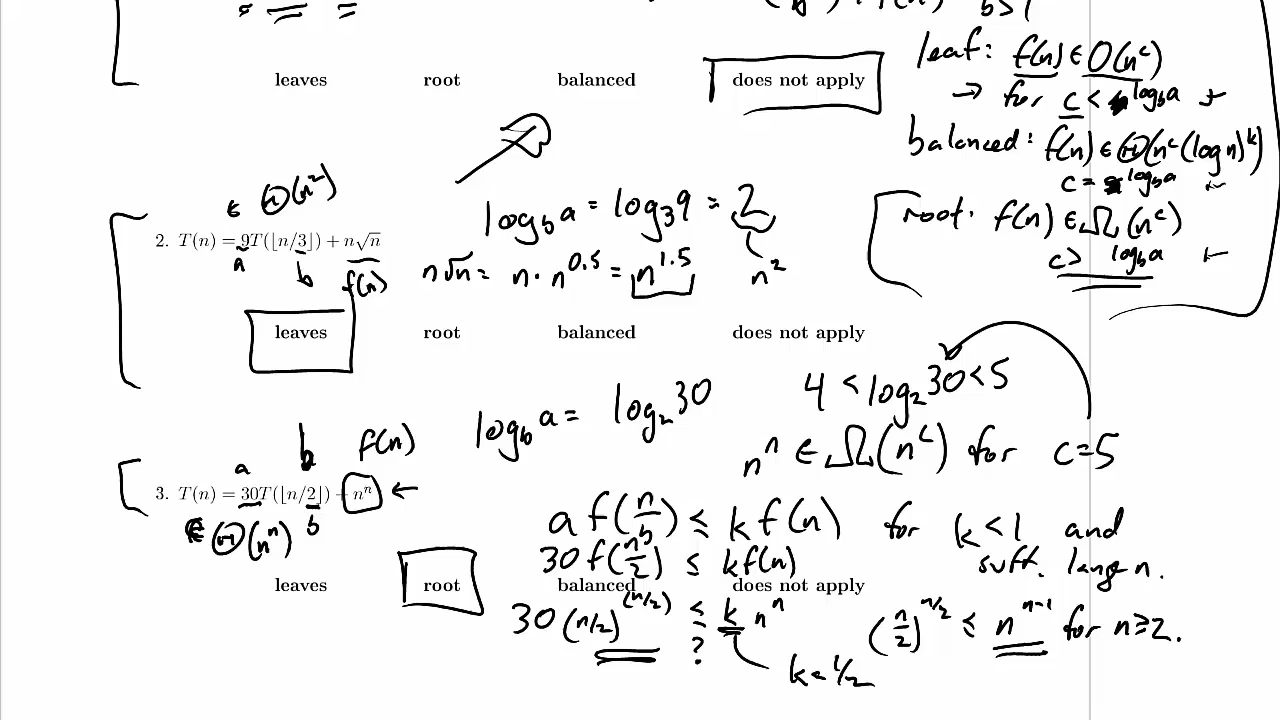 b > 1
leaf: f(n) ∈ O(n^c)
leaves root balanced does not apply
→ for c < log_b a
balanced: f(n) ∈ Θ(n^c (log n)^k)
c = log_b a
∈ Θ(n^2)
log_b a = log_3 9 = 2
root: f(n) ∈ Ω(n^c)
2. T(n) = 9T(⌊n/3⌋) + n√n
c > log_b a
a b f(n)
n√n = n · n^0.5 = n^1.5
n^2
leaves root balanced does not apply
4 < log_2 30 < 5
log_b a = log_2 30
a b f(n)
n^n ∈ Ω(n^c) for c=5
3. T(n) = 30T(⌊n/2⌋) + n^n ←
b
∈ Θ(n^n)
a f(n/b) ≤ k f(n) for k < 1 and
suff. large n.
30 f(n/2) ≤ k f(n)
leaves root balanced does not apply
30 (n/2)^(n/2) ≤ k n^n
?
(n/2)^n/2 ≤ n^n-1 for n ≥ 2.
k = 1/2